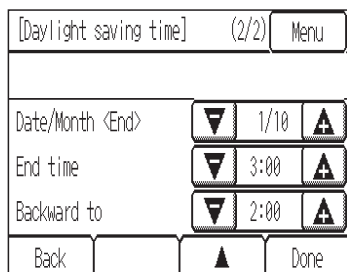 [Daylight saving time] (2/2) Menu
Date/Month <End> 1/10
End time 3:00
Backward to 2:00
Back Done